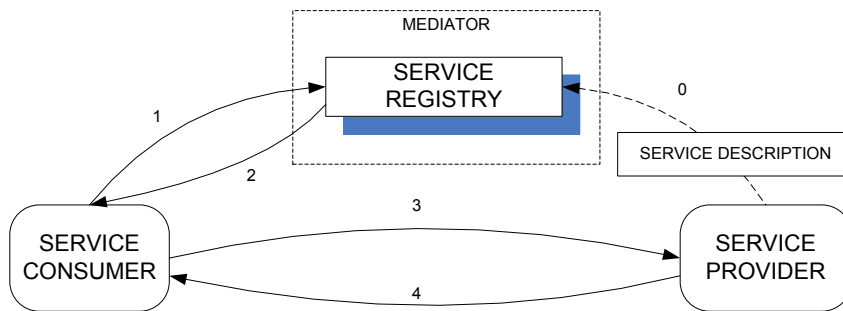 MEDIATOR
SERVICE
REGISTRY
0
1
SERVICE DESCRIPTION
2
3
SERVICE
CONSUMER
SERVICE
PROVIDER
4